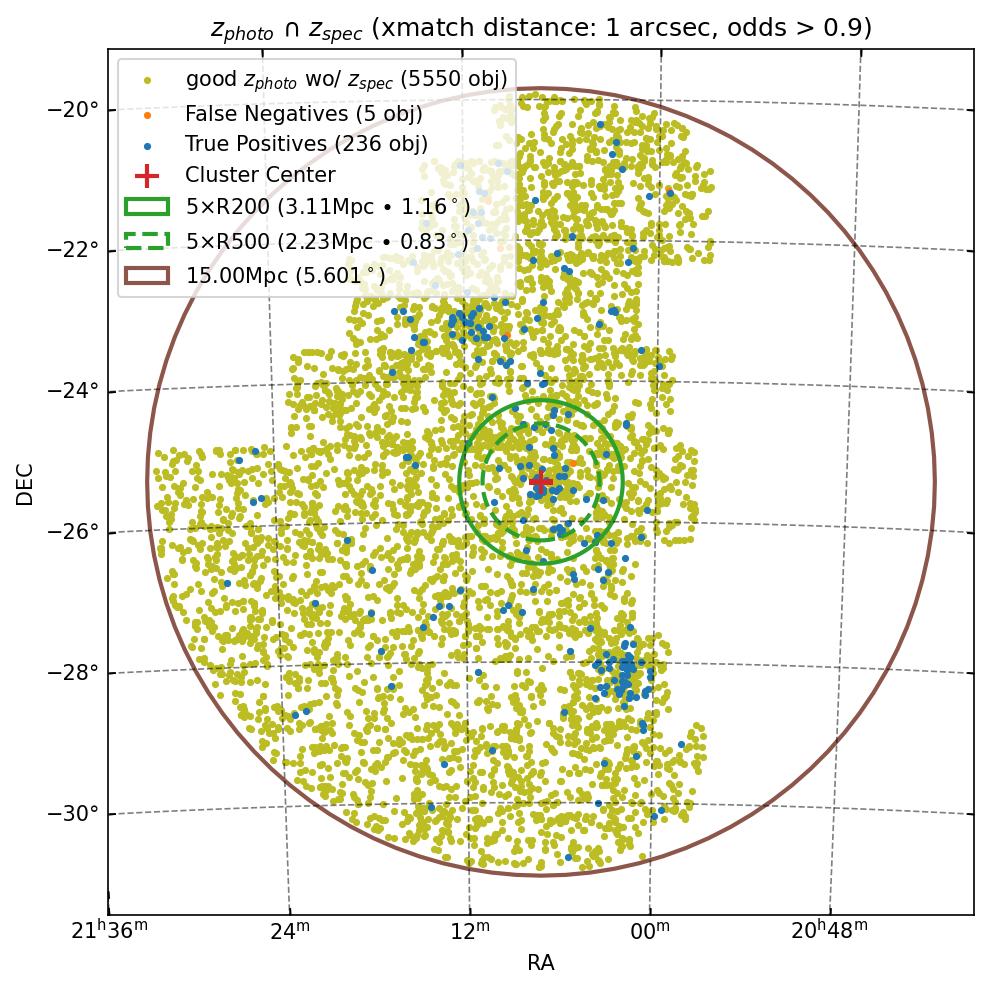 z_photo ∩ z_spec (xmatch distance: 1 arcsec, odds > 0.9)
good z_photo wo/ z_spec (5550 obj)
False Negatives (5 obj)
True Positives (236 obj)
Cluster Center
5×R200 (3.11Mpc • 1.16°)
5×R500 (2.23Mpc • 0.83°)
15.00Mpc (5.601°)
−20°
−22°
−24°
−26°
−28°
−30°
DEC
21ʰ36ᵐ 24ᵐ 12ᵐ 00ᵐ 20ʰ48ᵐ
RA